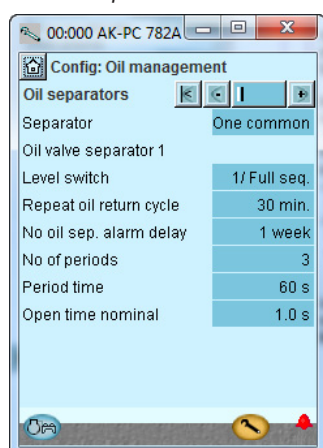 00:000 AK-PC 782A
Config: Oil management
Oil separators
Separator One common
Oil valve separator 1
Level switch 1/ Full seq.
Repeat oil return cycle 30 min.
No oil sep. alarm delay 1 week
No of periods 3
Period time 60 s
Open time nominal 1.0 s